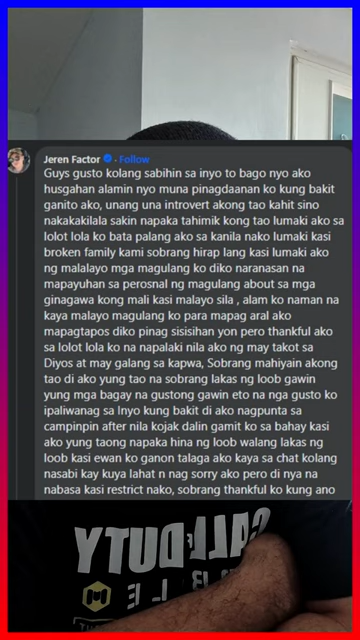 Jeren Factor · Follow
Guys gusto kolang sabihin sa inyo to bago nyo ako
husgahan alamin nyo muna pinagdaanan ko kung bakit
ganito ako, unang una introvert akong tao kahit sino
nakakakilala sakin napaka tahimik kong tao lumaki ako sa
lolot lola ko bata palang ako sa kanila nako lumaki kasi
broken family kami sobrang hirap lang kasi lumaki ako
ng malalayo mga magulang ko diko naranasan na
mapayuhan sa perosnal ng magulang about sa mga
ginagawa kong mali kasi malayo sila , alam ko naman na
kaya malayo magulang ko para mapag aral ako at
mapagtapos diko pinag sisisihan yon pero thankful ako
sa lolot lola ko na napalaki nila ako ng may takot sa
Diyos at may galang sa kapwa, Sobrang mahiyain akong
tao di ako yung tao na sobrang lakas ng loob gawin
yung mga bagay na gustong gawin eto na nga gusto ko
ipaliwanag sa Inyo kung bakit di ako nagpunta sa
campinpin after nila kojak dalin gamit ko sa bahay kasi
ako yung taong napaka hina ng loob walang lakas ng
loob kasi ewan ko ganon talaga ako kaya sa chat kolang
nasabi kay kuya lahat n nag sorry ako pero di nya na
nabasa kasi restrict nako, sobrang thankful ko kung ano
CALL DUTY